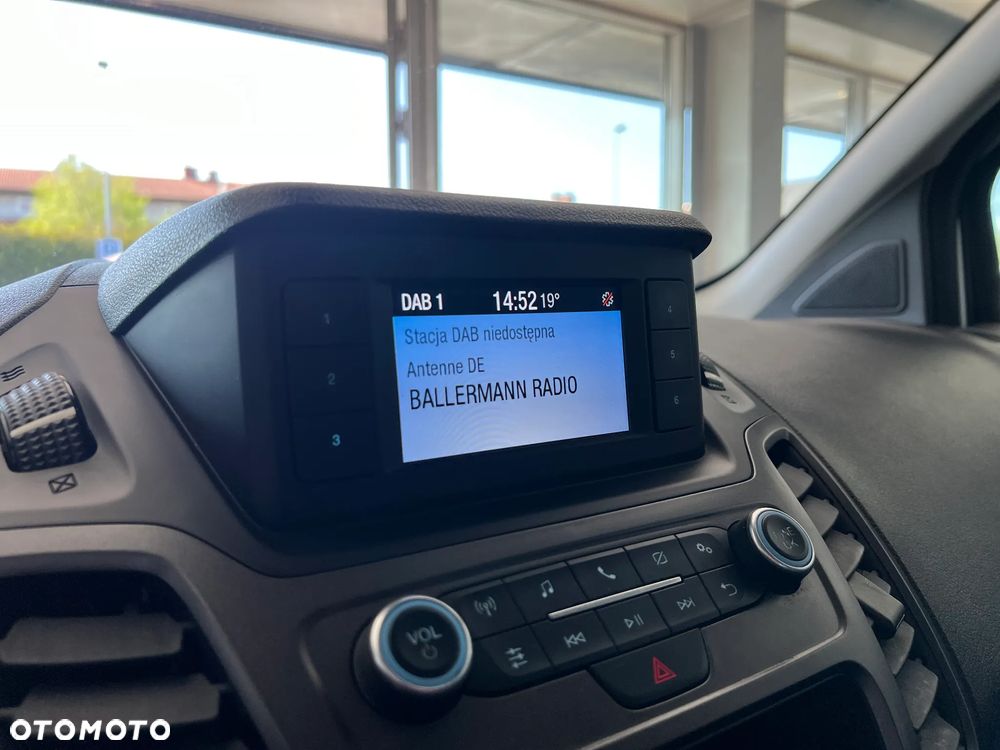 DAB 1 14:52 19°
Stacja DAB niedostępna
Antenne DE
BALLERMANN RADIO
1
2
3
4
5
6
VOL
OTOMOTO